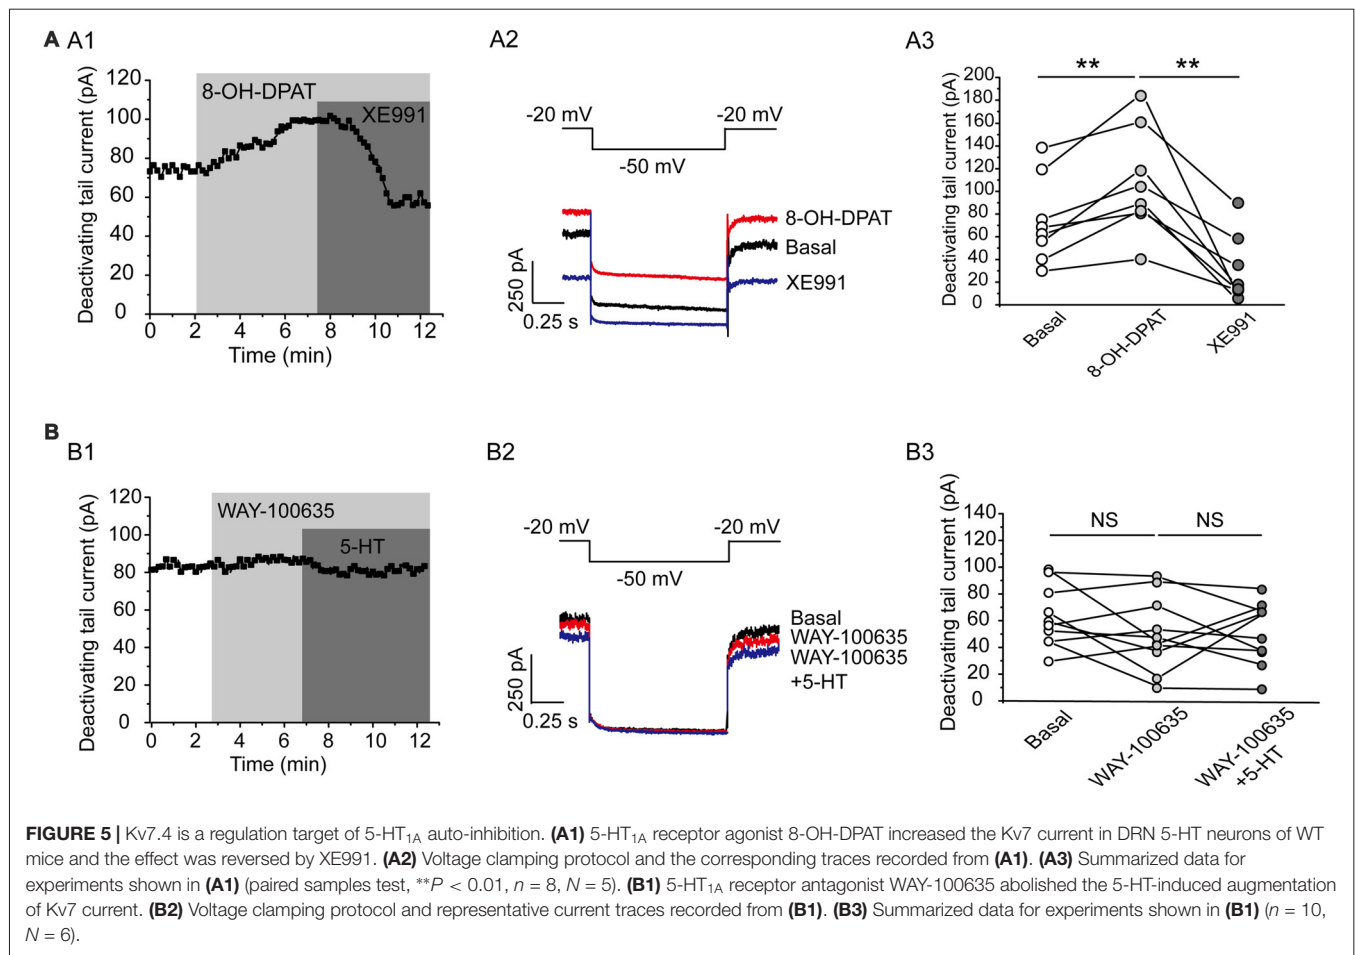 A A1
Deactivating tail current (pA)
120
100
80
60
40
20
0
0 2 4 6 8 10 12
Time (min)
8-OH-DPAT
XE991
A2
-20 mV -20 mV
-50 mV
8-OH-DPAT
Basal
XE991
250 pA
0.25 s
A3
Deactivating tail current (pA)
200
180
160
140
120
100
80
60
40
20
0
** **
Basal
8-OH-DPAT
XE991
B
B1
Deactivating tail current (pA)
120
100
80
60
40
20
0
0 2 4 6 8 10 12
Time (min)
WAY-100635
5-HT
B2
-20 mV -20 mV
-50 mV
Basal
WAY-100635
WAY-100635
+5-HT
250 pA
0.25 s
B3
Deactivating tail current (pA)
140
120
100
80
60
40
20
0
NS NS
Basal
WAY-100635
WAY-100635
+5-HT
FIGURE 5 | Kv7.4 is a regulation target of 5-HT1A auto-inhibition. (A1) 5-HT1A receptor agonist 8-OH-DPAT increased the Kv7 current in DRN 5-HT neurons of WT
mice and the effect was reversed by XE991. (A2) Voltage clamping protocol and the corresponding traces recorded from (A1). (A3) Summarized data for
experiments shown in (A1) (paired samples test, **P < 0.01, n = 8, N = 5). (B1) 5-HT1A receptor antagonist WAY-100635 abolished the 5-HT-induced augmentation
of Kv7 current. (B2) Voltage clamping protocol and representative current traces recorded from (B1). (B3) Summarized data for experiments shown in (B1) (n = 10,
N = 6).